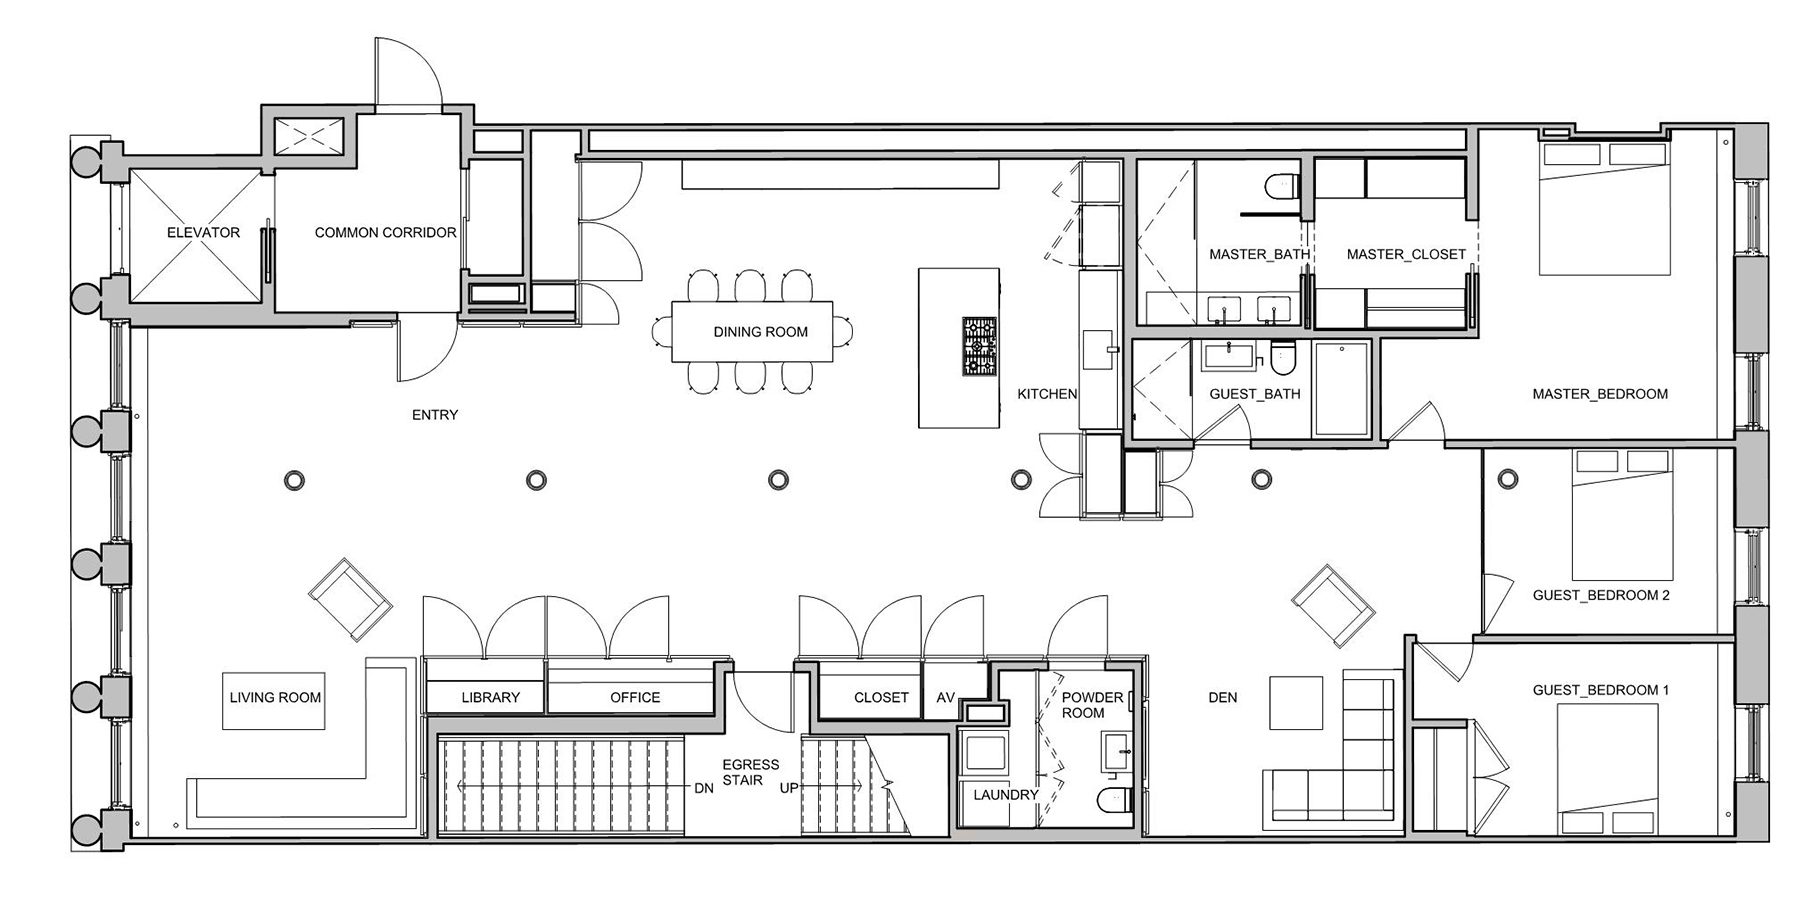 ELEVATOR
COMMON CORRIDOR
MASTER_BATH
MASTER_CLOSET
DINING ROOM
KITCHEN
GUEST_BATH
MASTER_BEDROOM
ENTRY
GUEST_BEDROOM 2
LIVING ROOM
LIBRARY
OFFICE
CLOSET
AV
POWDER
ROOM
DEN
GUEST_BEDROOM 1
EGRESS
STAIR
DN
UP
LAUNDRY